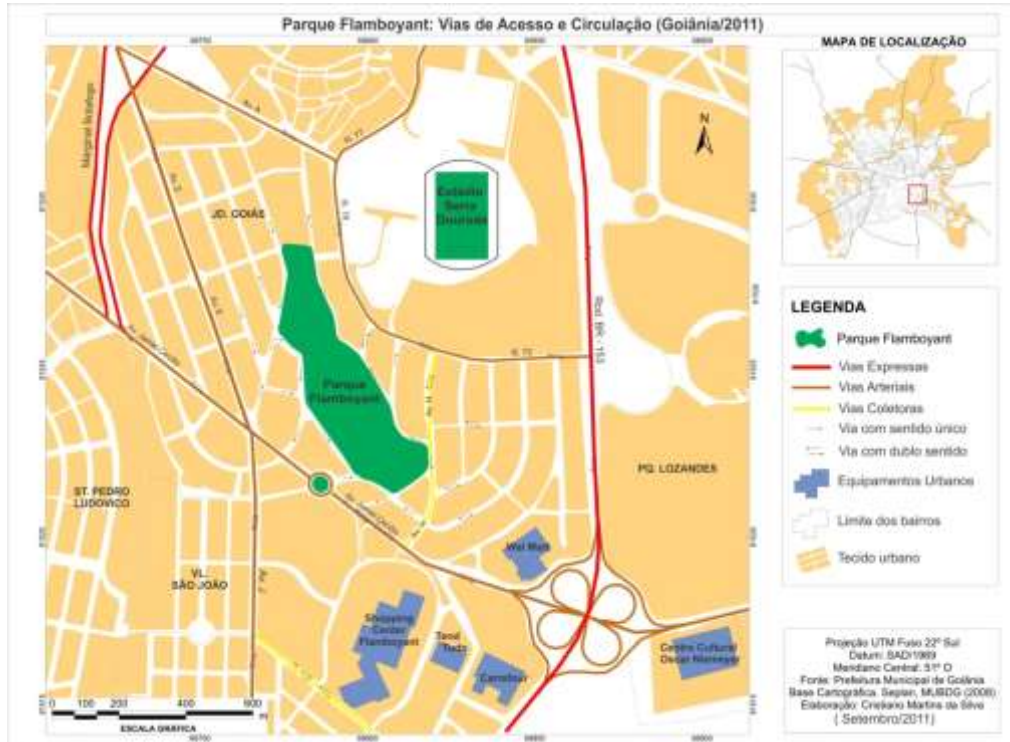 Parque Flamboyant: Vias de Acesso e Circulação (Goiânia/2011)
MAPA DE LOCALIZAÇÃO
N
Marginal Botafogo
Av. A
R. 77
Estádio
Serra
Dourada
JD. GOIÁS
Rod. BR - 153
Parque
Flamboyant
PQ. LOZANDES
ST. PEDRO
LUDOVICO
VL.
SÃO JOÃO
Wal Mart
Shopping
Center
Flamboyant
Tend
Tudo
Carrefour
Centro Cultural
Oscar Niemeyer
0 100 200 400 600
m
ESCALA GRÁFICA
LEGENDA
Parque Flamboyant
Vias Expressas
Vias Arteriais
Vias Coletoras
Via com sentido único
Via com dublo sentido
Equipamentos Urbanos
Limite dos bairros
Tecido urbano
Projeção UTM Fuso 22º Sul
Datum: SAD/1969
Meridiano Central: 51º O
Fonte: Prefeitura Municipal de Goiânia
Base Cartográfica. Seplan, MUBDG (2008)
Elaboração: Cristiano Martins da Silva
( Setembro/2011)